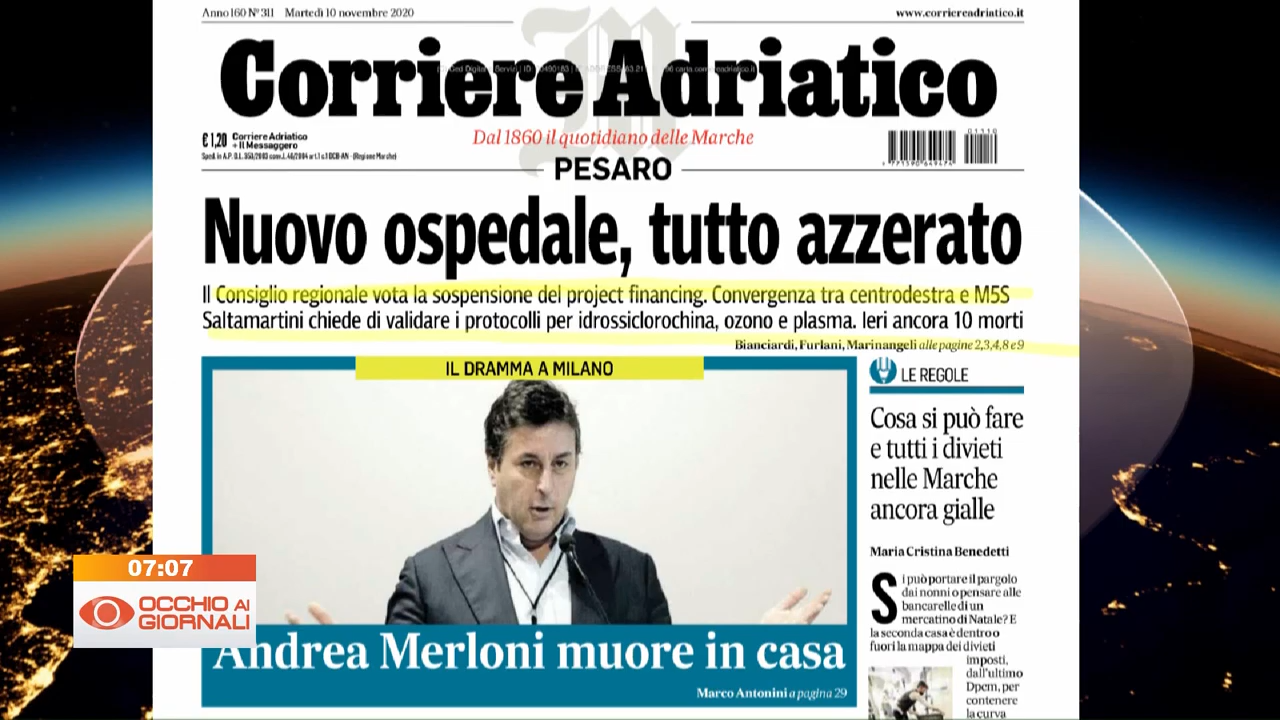 Anno 160 N° 311 Martedì 10 novembre 2020
www.corriereadriatico.it
Corriere Adriatico
€ 1,20 Corriere Adriatico
+ Il Messaggero
Dal 1860 il quotidiano delle Marche
PESARO
Nuovo ospedale, tutto azzerato
Il Consiglio regionale vota la sospensione del project financing. Convergenza tra centrodestra e M5S
Saltamartini chiede di validare i protocolli per idrossiclorochina, ozono e plasma. Ieri ancora 10 morti
Bianciardi, Furlani, Marinangeli alle pagine 2,3,4,8 e 9
IL DRAMMA A MILANO
Andrea Merloni muore in casa
Marco Antonini a pagina 29
LE REGOLE
Cosa si può fare
e tutti i divieti
nelle Marche
ancora gialle
Maria Cristina Benedetti
Si può portare il pargolo
dai nonni o pensare alle
bancarelle di un
mercatino di Natale? E
la seconda casa è dentro o
fuori la mappa dei divieti
imposti,
dall'ultimo
Dpcm, per
contenere
la curva
07:07
OCCHIO AI
GIORNALI